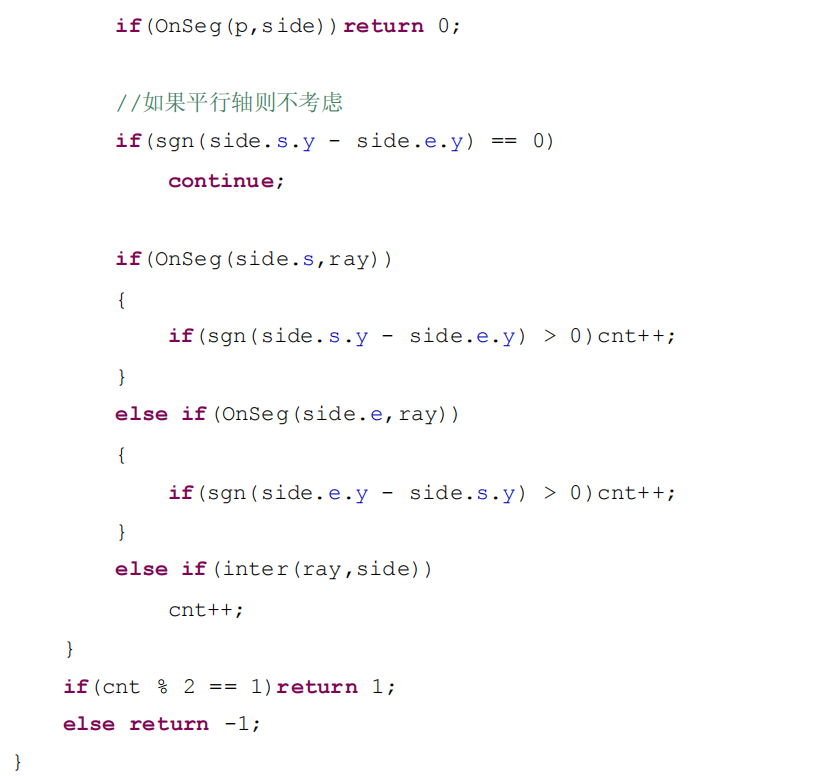 if(OnSeg(p,side))return 0;
//如果平行轴则不考虑
if(sgn(side.s.y - side.e.y) == 0)
continue;
if(OnSeg(side.s,ray))
{
if(sgn(side.s.y - side.e.y) > 0)cnt++;
}
else if(OnSeg(side.e,ray))
{
if(sgn(side.e.y - side.s.y) > 0)cnt++;
}
else if(inter(ray,side))
cnt++;
}
if(cnt % 2 == 1)return 1;
else return -1;
}